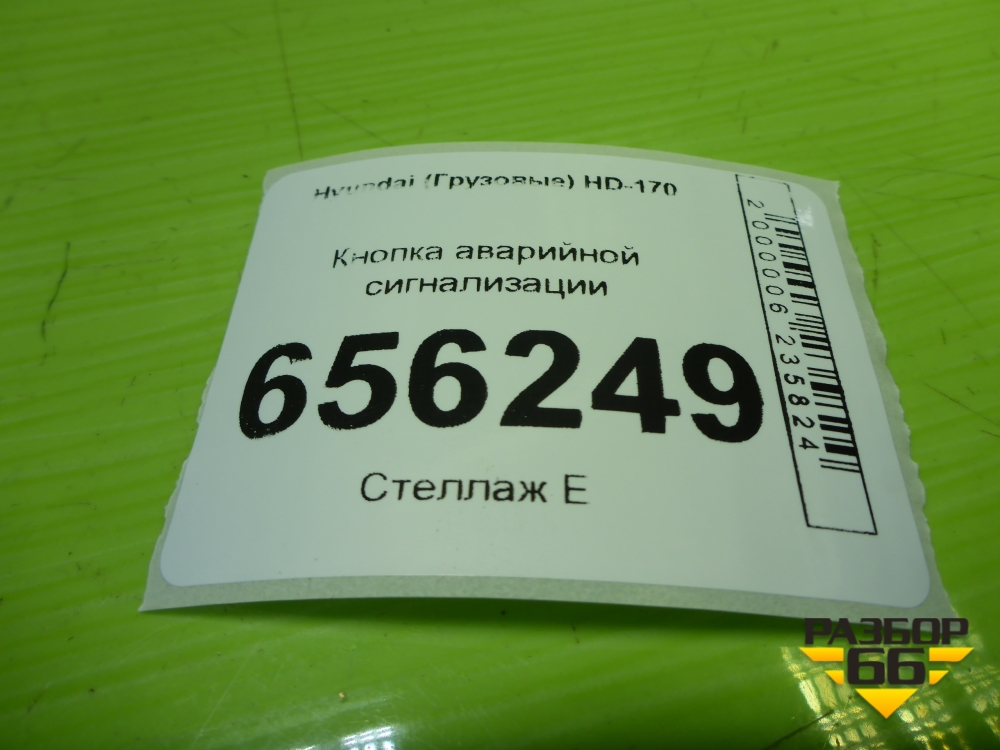 Hyundai (Грузовые) HD-170
Кнопка аварийной
сигнализации
656249
Стеллаж Е
2000006235824
РАЗБОР
66